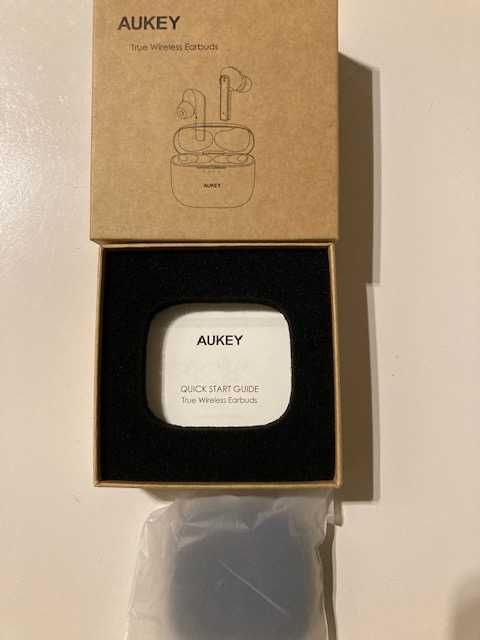 AUKEY
True Wireless Earbuds
AUKEY
AUKEY
QUICK START GUIDE
True Wireless Earbuds